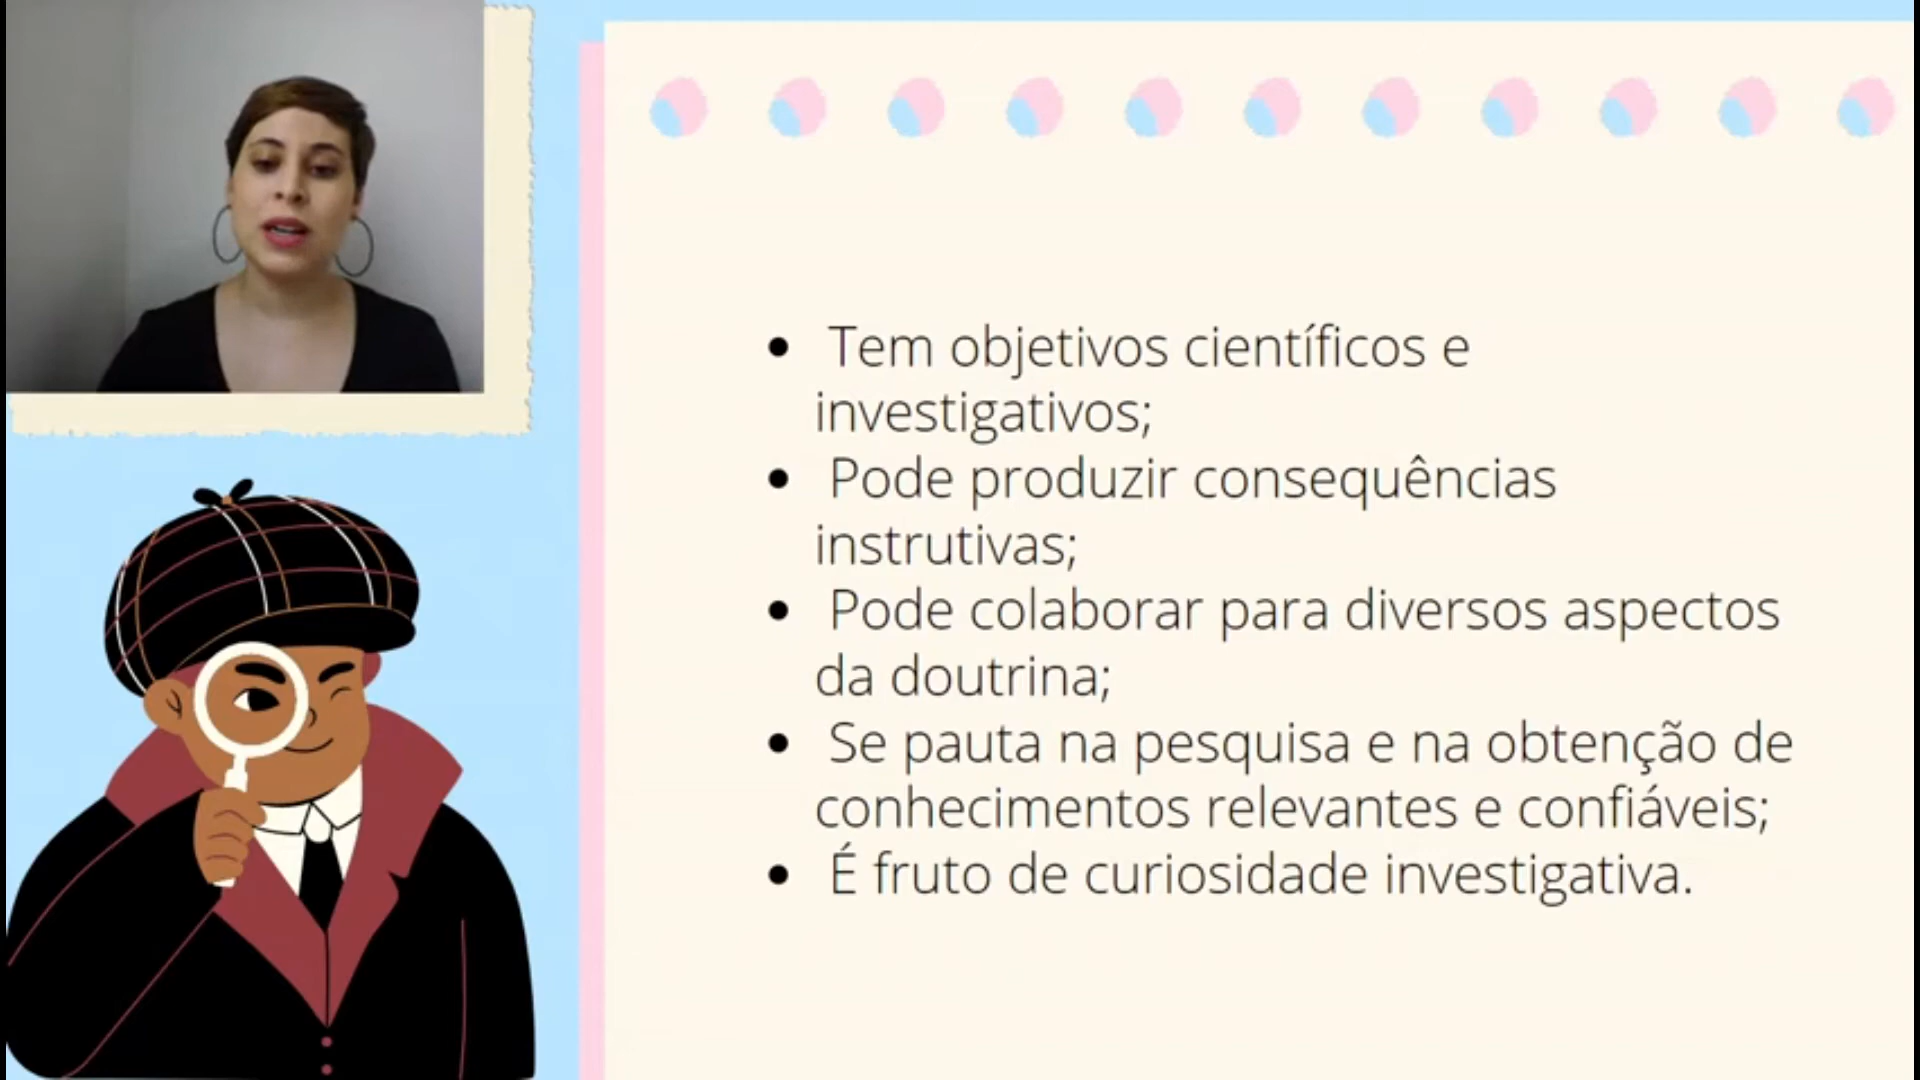 • Tem objetivos científicos e
investigativos;
• Pode produzir consequências
instrutivas;
• Pode colaborar para diversos aspectos
da doutrina;
• Se pauta na pesquisa e na obtenção de
conhecimentos relevantes e confiáveis;
• É fruto de curiosidade investigativa.